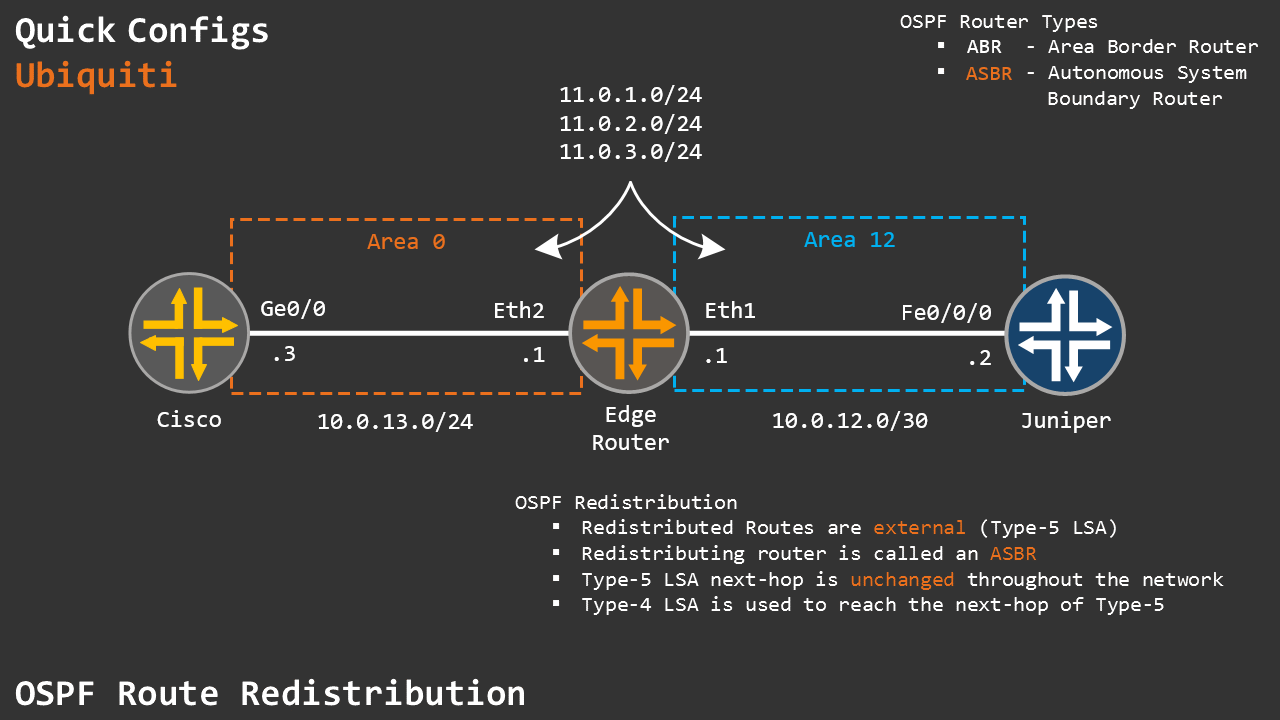 Quick Configs
Ubiquiti
OSPF Router Types
▪ ABR - Area Border Router
▪ ASBR - Autonomous System
Boundary Router
11.0.1.0/24
11.0.2.0/24
11.0.3.0/24
Area 0
Area 12
Ge0/0
Eth2
Eth1
Fe0/0/0
.3
.1
.1
.2
Cisco
10.0.13.0/24
Edge
Router
10.0.12.0/30
Juniper
OSPF Redistribution
▪ Redistributed Routes are external (Type-5 LSA)
▪ Redistributing router is called an ASBR
▪ Type-5 LSA next-hop is unchanged throughout the network
▪ Type-4 LSA is used to reach the next-hop of Type-5
OSPF Route Redistribution